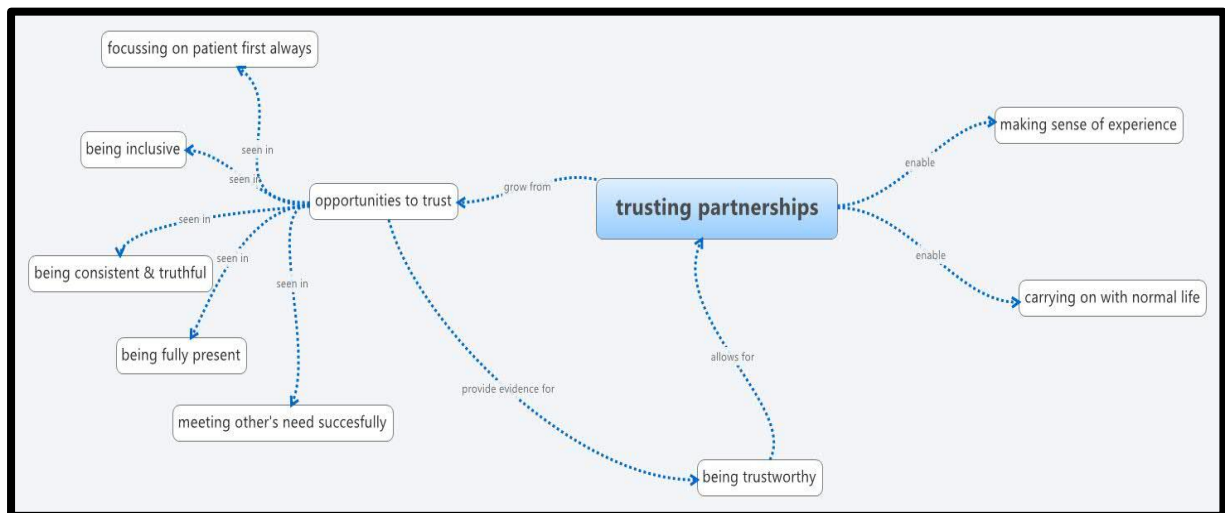 focussing on patient first always
making sense of experience
being inclusive
seen in
enable
seen in
opportunities to trust
grow from
trusting partnerships
seen in
being consistent & truthful
seen in
enable
seen in
carrying on with normal life
being fully present
allows for
provide evidence for
meeting other's need succesfully
being trustworthy